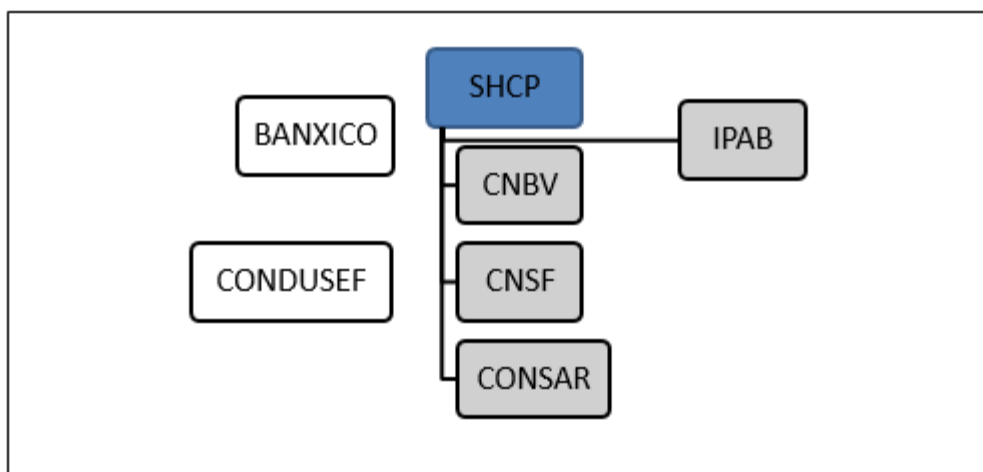 SHCP
BANXICO
IPAB
CNBV
CONDUSEF
CNSF
CONSAR